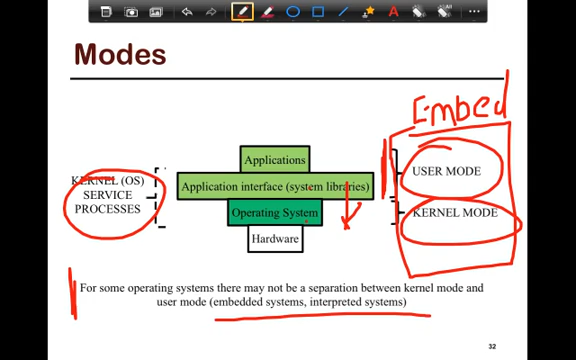 Modes
Embed
Applications
Application interface (system libraries)
Operating System
Hardware
KERNEL (OS)
SERVICE
PROCESSES
USER MODE
KERNEL MODE
For some operating systems there may not be a separation between kernel mode and
user mode (embedded systems, interpreted systems)
32